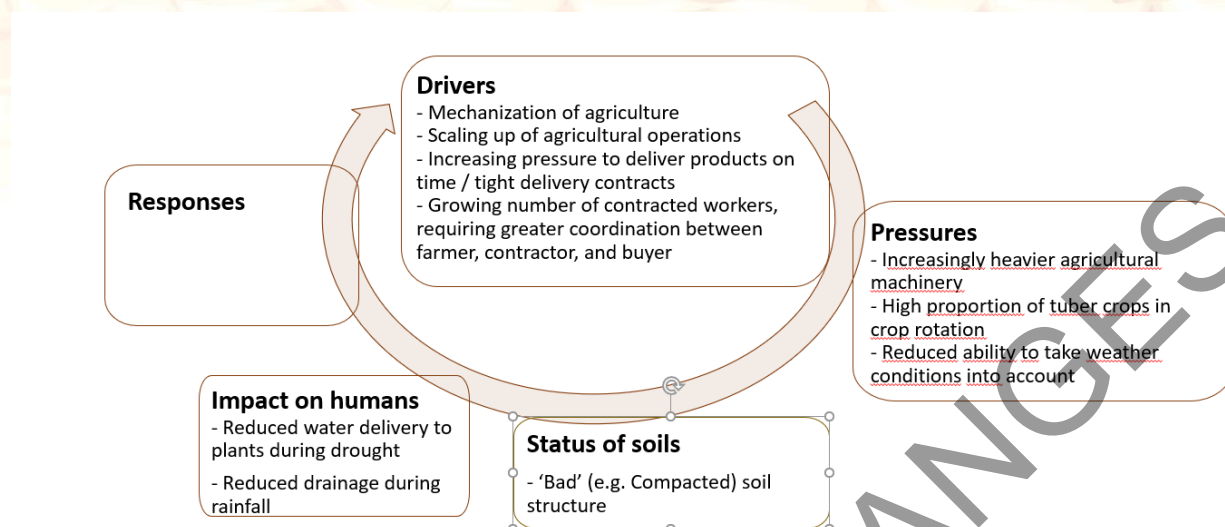 Drivers
- Mechanization of agriculture
- Scaling up of agricultural operations
- Increasing pressure to deliver products on
time / tight delivery contracts
- Growing number of contracted workers,
requiring greater coordination between
farmer, contractor, and buyer
Responses
Pressures
- Increasingly heavier agricultural
machinery
- High proportion of tuber crops in
crop rotation
- Reduced ability to take weather
conditions into account
Impact on humans
- Reduced water delivery to
plants during drought
- Reduced drainage during
rainfall
Status of soils
- ‘Bad’ (e.g. Compacted) soil
structure
ANGES